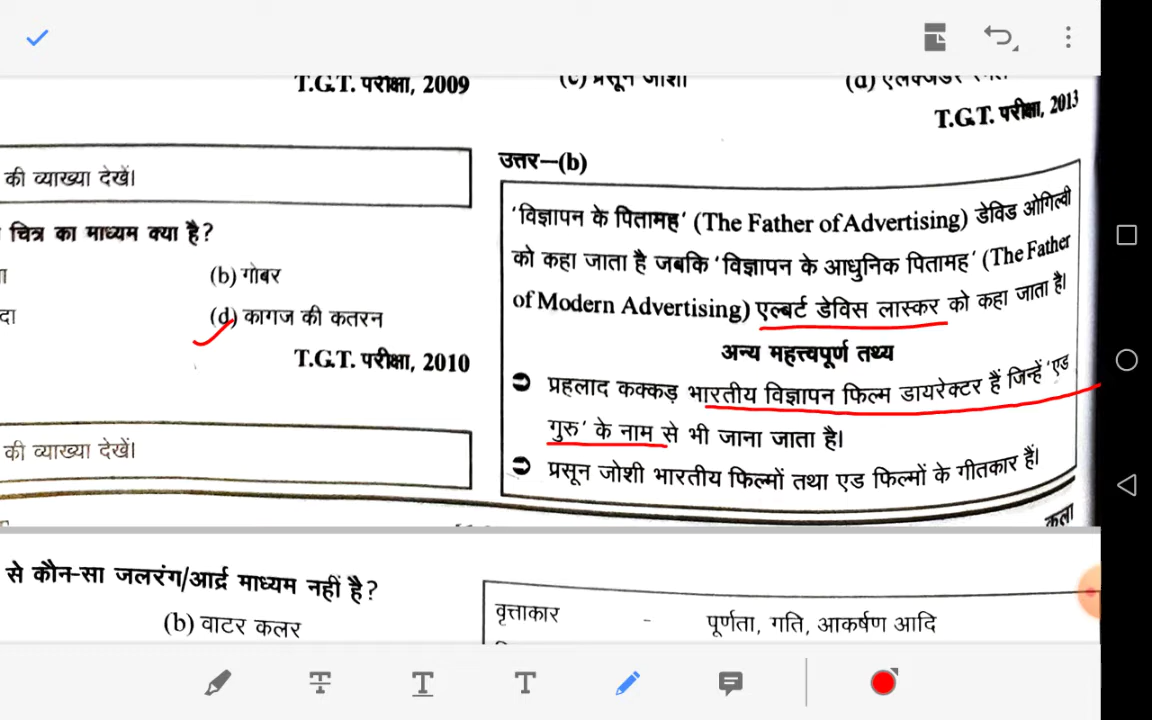 T.G.T. परीक्षा, 2009
की व्याख्या देखें।
चित्र का माध्यम क्या है?
(b) गोबर
(d) कागज की कतरन
T.G.T. परीक्षा, 2010
की व्याख्या देखें।
(c) प्रसून जोशी
(d)
T.G.T. परीक्षा, 2013
उत्तर—(b)
'विज्ञापन के पितामह' (The Father of Advertising) डेविड ओगिल्वी
को कहा जाता है जबकि 'विज्ञापन के आधुनिक पितामह' (The Father
of Modern Advertising) एल्बर्ट डेविस लास्कर को कहा जाता है।
अन्य महत्त्वपूर्ण तथ्य
➲ प्रहलाद कक्कड़ भारतीय विज्ञापन फिल्म डायरेक्टर हैं जिन्हें 'एड
गुरु' के नाम से भी जाना जाता है।
➲ प्रसून जोशी भारतीय फिल्मों तथा एड फिल्मों के गीतकार हैं।
कला
से कौन-सा जलरंग/आर्द्र माध्यम नहीं है?
(b) वाटर कलर
वृत्ताकार - पूर्णता, गति, आकर्षण आदि
T T T